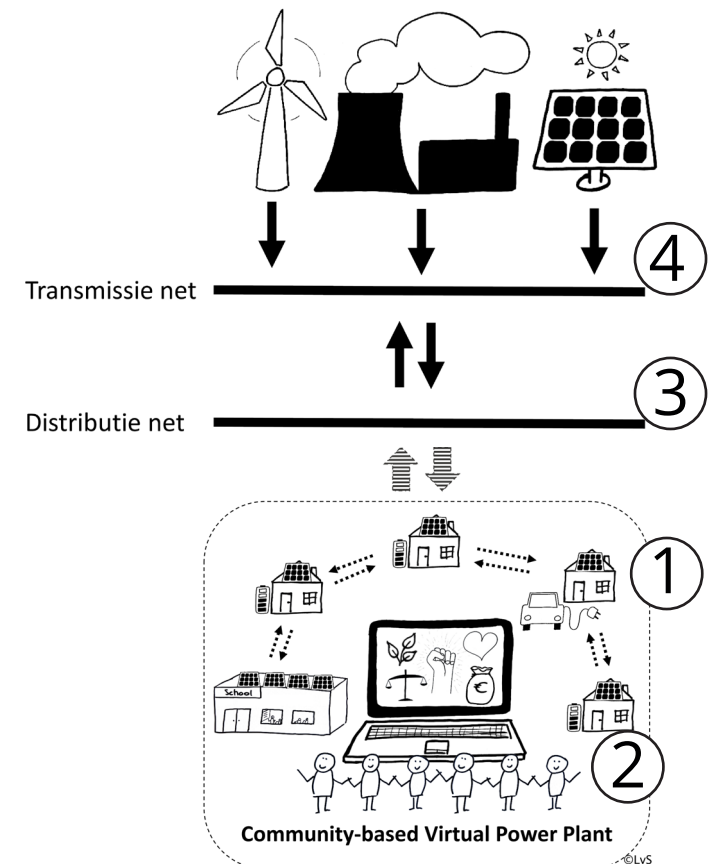 4
Transmissie net
3
Distributie net
1
School
€
2
Community-based Virtual Power Plant
©LvS